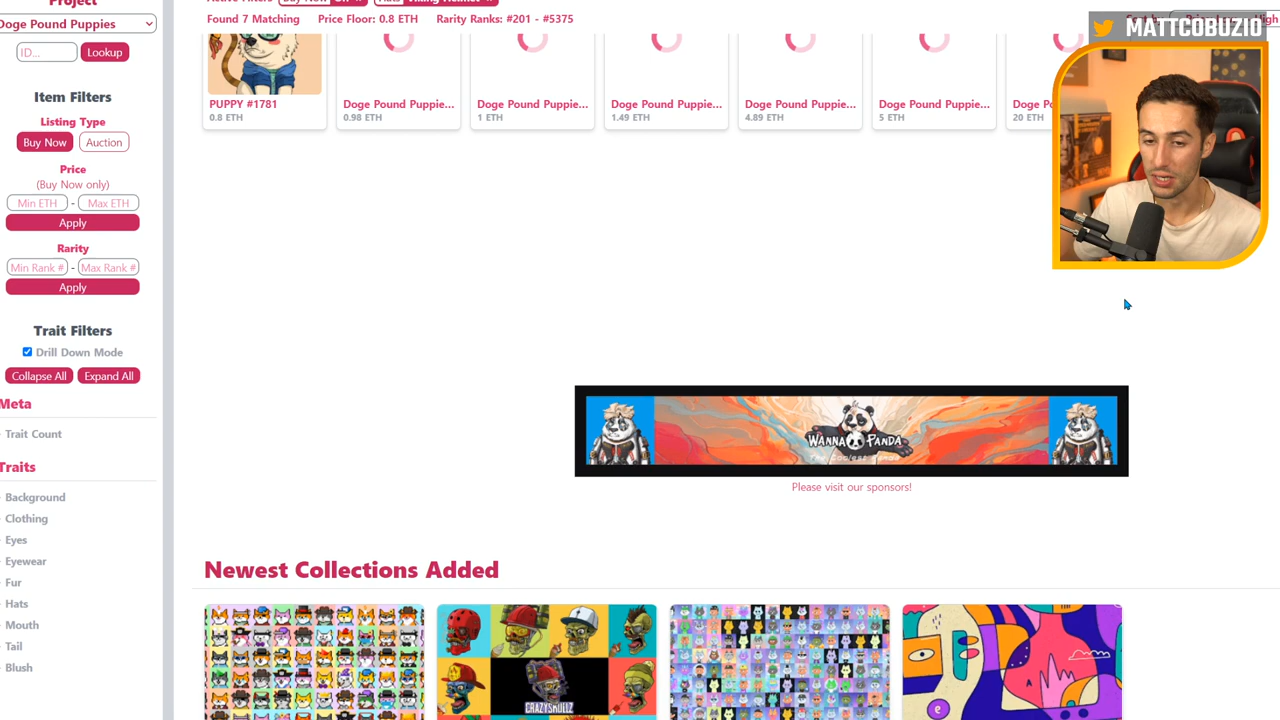 Project
Doge Pound Puppies
ID...
Lookup
Item Filters
Listing Type
Buy Now
Auction
Price
(Buy Now only)
Min ETH - Max ETH
Apply
Rarity
Min Rank # - Max Rank #
Apply
Trait Filters
Drill Down Mode
Collapse All
Expand All
Meta
Trait Count
Traits
Background
Clothing
Eyes
Eyewear
Fur
Hats
Mouth
Tail
Blush
Found 7 Matching Price Floor: 0.8 ETH Rarity Ranks: #201 - #5375
MATTCOBUZIO
PUPPY #1781
0.8 ETH
Doge Pound Puppie...
0.98 ETH
Doge Pound Puppie...
1 ETH
Doge Pound Puppie...
1.49 ETH
Doge Pound Puppie...
4.89 ETH
Doge Pound Puppie...
5 ETH
20 ETH
WANNA PANDA
Please visit our sponsors!
Newest Collections Added
CRAZYSKULLZ